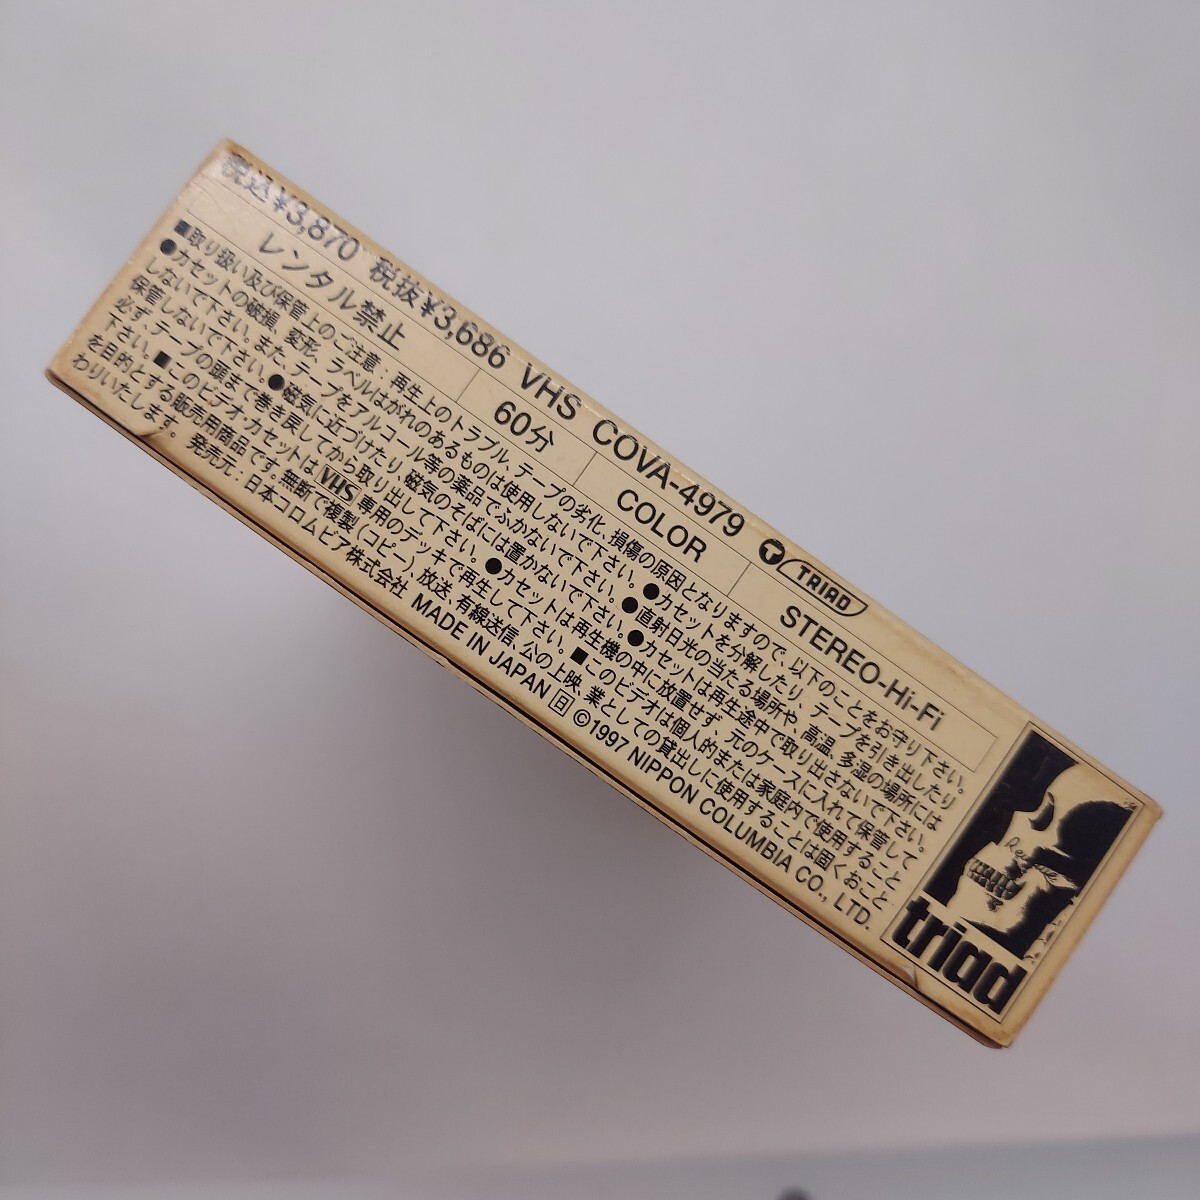 税込¥3,870 税抜¥3,686 VHS COVA-4979 T TRIAD
レンタル禁止 60分 COLOR STEREO-Hi-Fi
■取り扱い及び保管上のご注意:再生上のトラブル、テープの劣化、損傷の原因となりますので、以下のことをお守り下さい。
●カセットの破損、変形、ラベルはがれのあるものは使用しないで下さい。●カセットを分解したり、テープを引き出したり
しないで下さい。また、テープをアルコール等の薬品でふかないで下さい。●直射日光の当たる場所や、高温、多湿の場所には
保管しないで下さい。●磁気に近づけたり、磁気のそばには置かないで下さい。●カセットは再生途中で取り出さないで下さい。
必ず、テープの頭まで巻き戻してから取り出して下さい。●カセットは再生機の中に放置せず、元のケースに入れて保管して
下さい。■このビデオ・カセットはVHS専用のデッキで再生して下さい。■このビデオは個人的または家庭内で使用すること
を目的とする販売用商品です。無断で複製(コピー)、放送、有線送信、公の上映、業としての貸出しに使用することは固くおこと
わりいたします。 発売元・日本コロムビア株式会社 MADE IN JAPAN 日 ©1997 NIPPON COLUMBIA CO., LTD.
triad